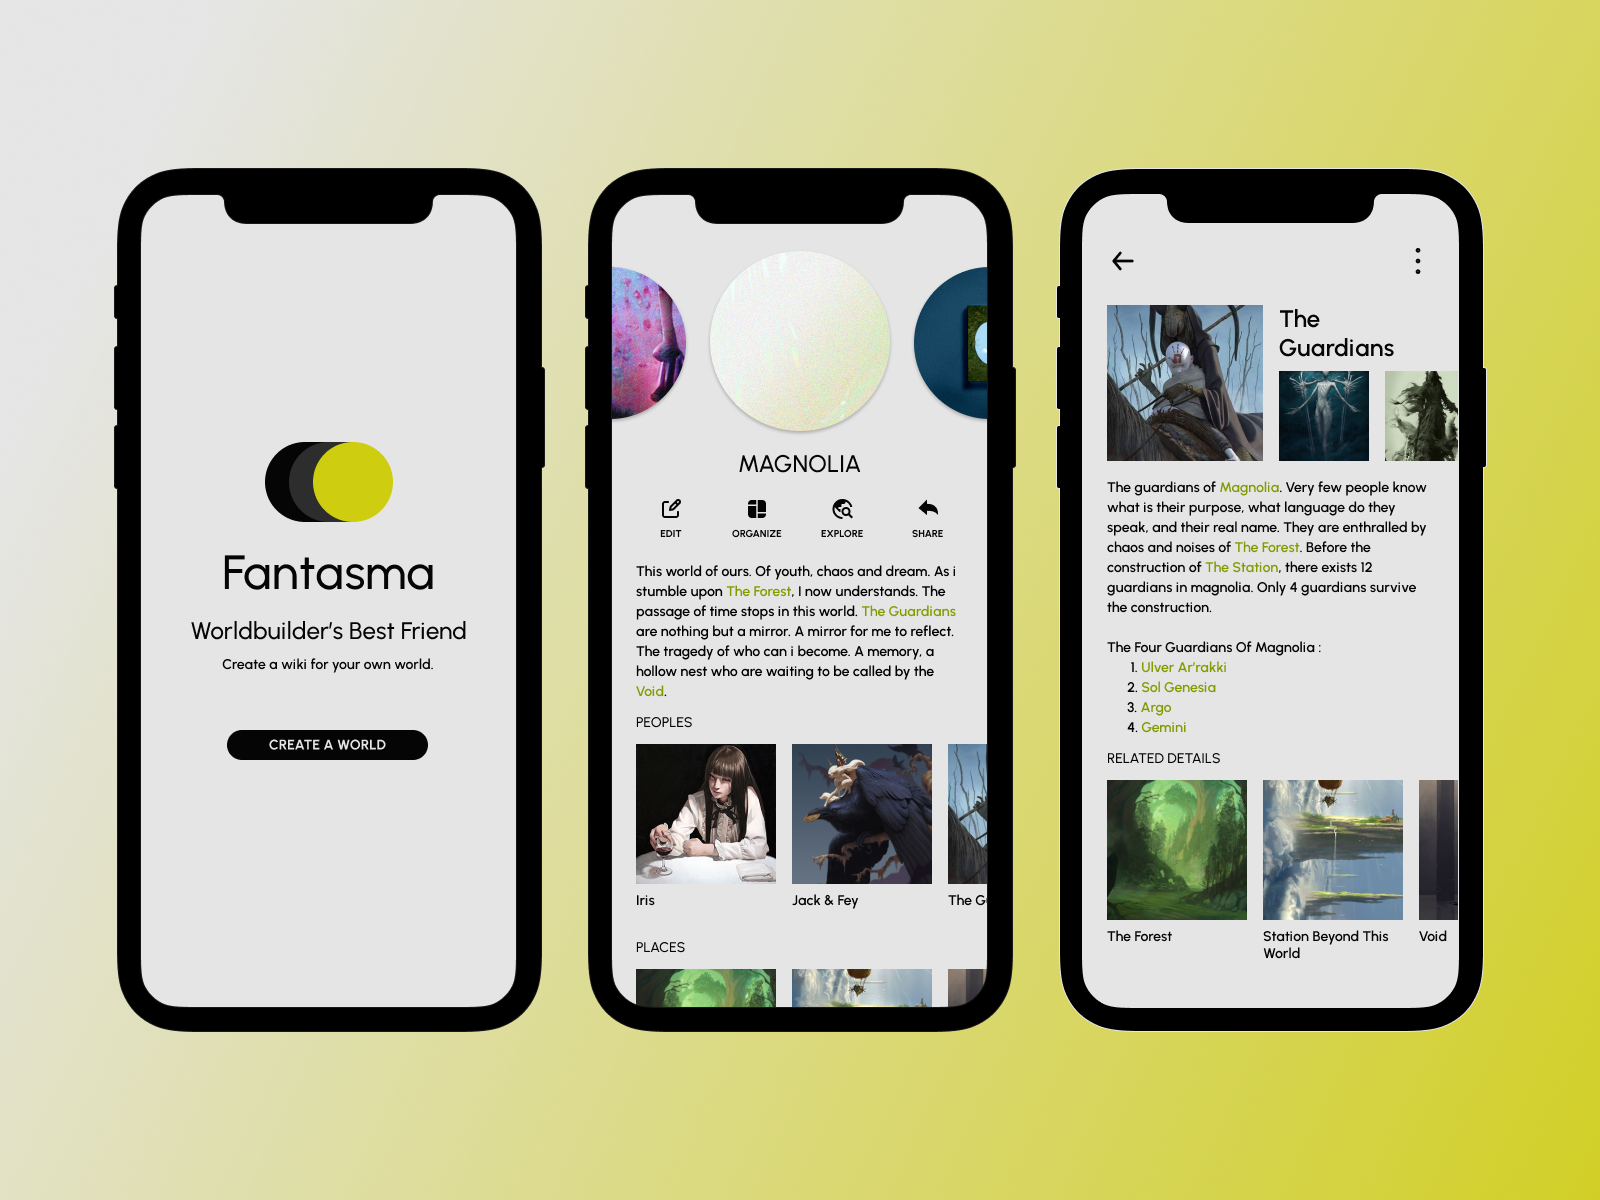 Fantasma
Worldbuilder's Best Friend
Create a wiki for your own world.
CREATE A WORLD
MAGNOLIA
EDIT
ORGANIZE
EXPLORE
SHARE
This world of ours. Of youth, chaos and dream. As i
stumble upon The Forest, I now understands. The
passage of time stops in this world. The Guardians
are nothing but a mirror. A mirror for me to reflect.
The tragedy of who can i become. A memory, a
hollow nest who are waiting to be called by the
Void.
PEOPLES
Iris
Jack & Fey
The G
PLACES
The
Guardians
The guardians of Magnolia. Very few people know
what is their purpose, what language do they
speak, and their real name. They are enthralled by
chaos and noises of The Forest. Before the
construction of The Station, there exists 12
guardians in magnolia. Only 4 guardians survive
the construction.
The Four Guardians Of Magnolia :
1. Ulver Ar'rakki
2. Sol Genesia
3. Argo
4. Gemini
RELATED DETAILS
The Forest
Station Beyond This
World
Void